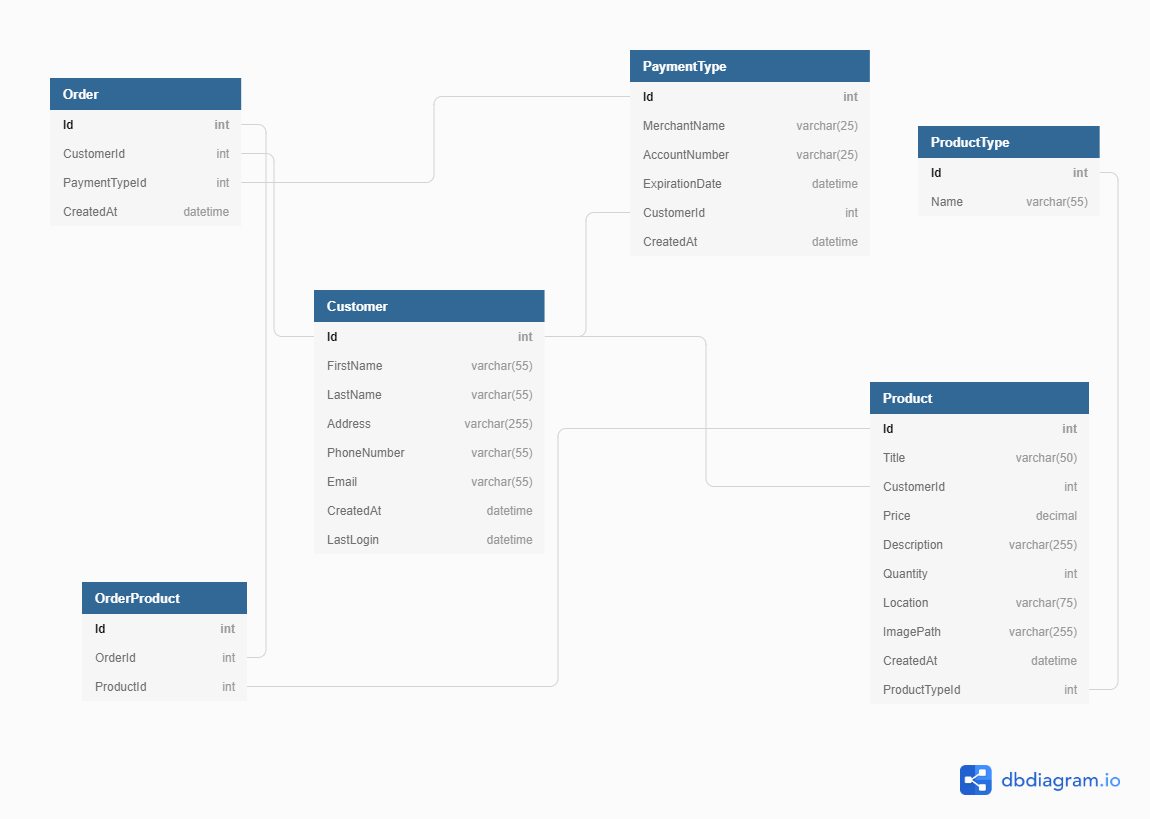 Order
Id int
CustomerId int
PaymentTypeId int
CreatedAt datetime
PaymentType
Id int
MerchantName varchar(25)
AccountNumber varchar(25)
ExpirationDate datetime
CustomerId int
CreatedAt datetime
ProductType
Id int
Name varchar(55)
Customer
Id int
FirstName varchar(55)
LastName varchar(55)
Address varchar(255)
PhoneNumber varchar(55)
Email varchar(55)
CreatedAt datetime
LastLogin datetime
Product
Id int
Title varchar(50)
CustomerId int
Price decimal
Description varchar(255)
Quantity int
Location varchar(75)
ImagePath varchar(255)
CreatedAt datetime
ProductTypeId int
OrderProduct
Id int
OrderId int
ProductId int
dbdiagram.io